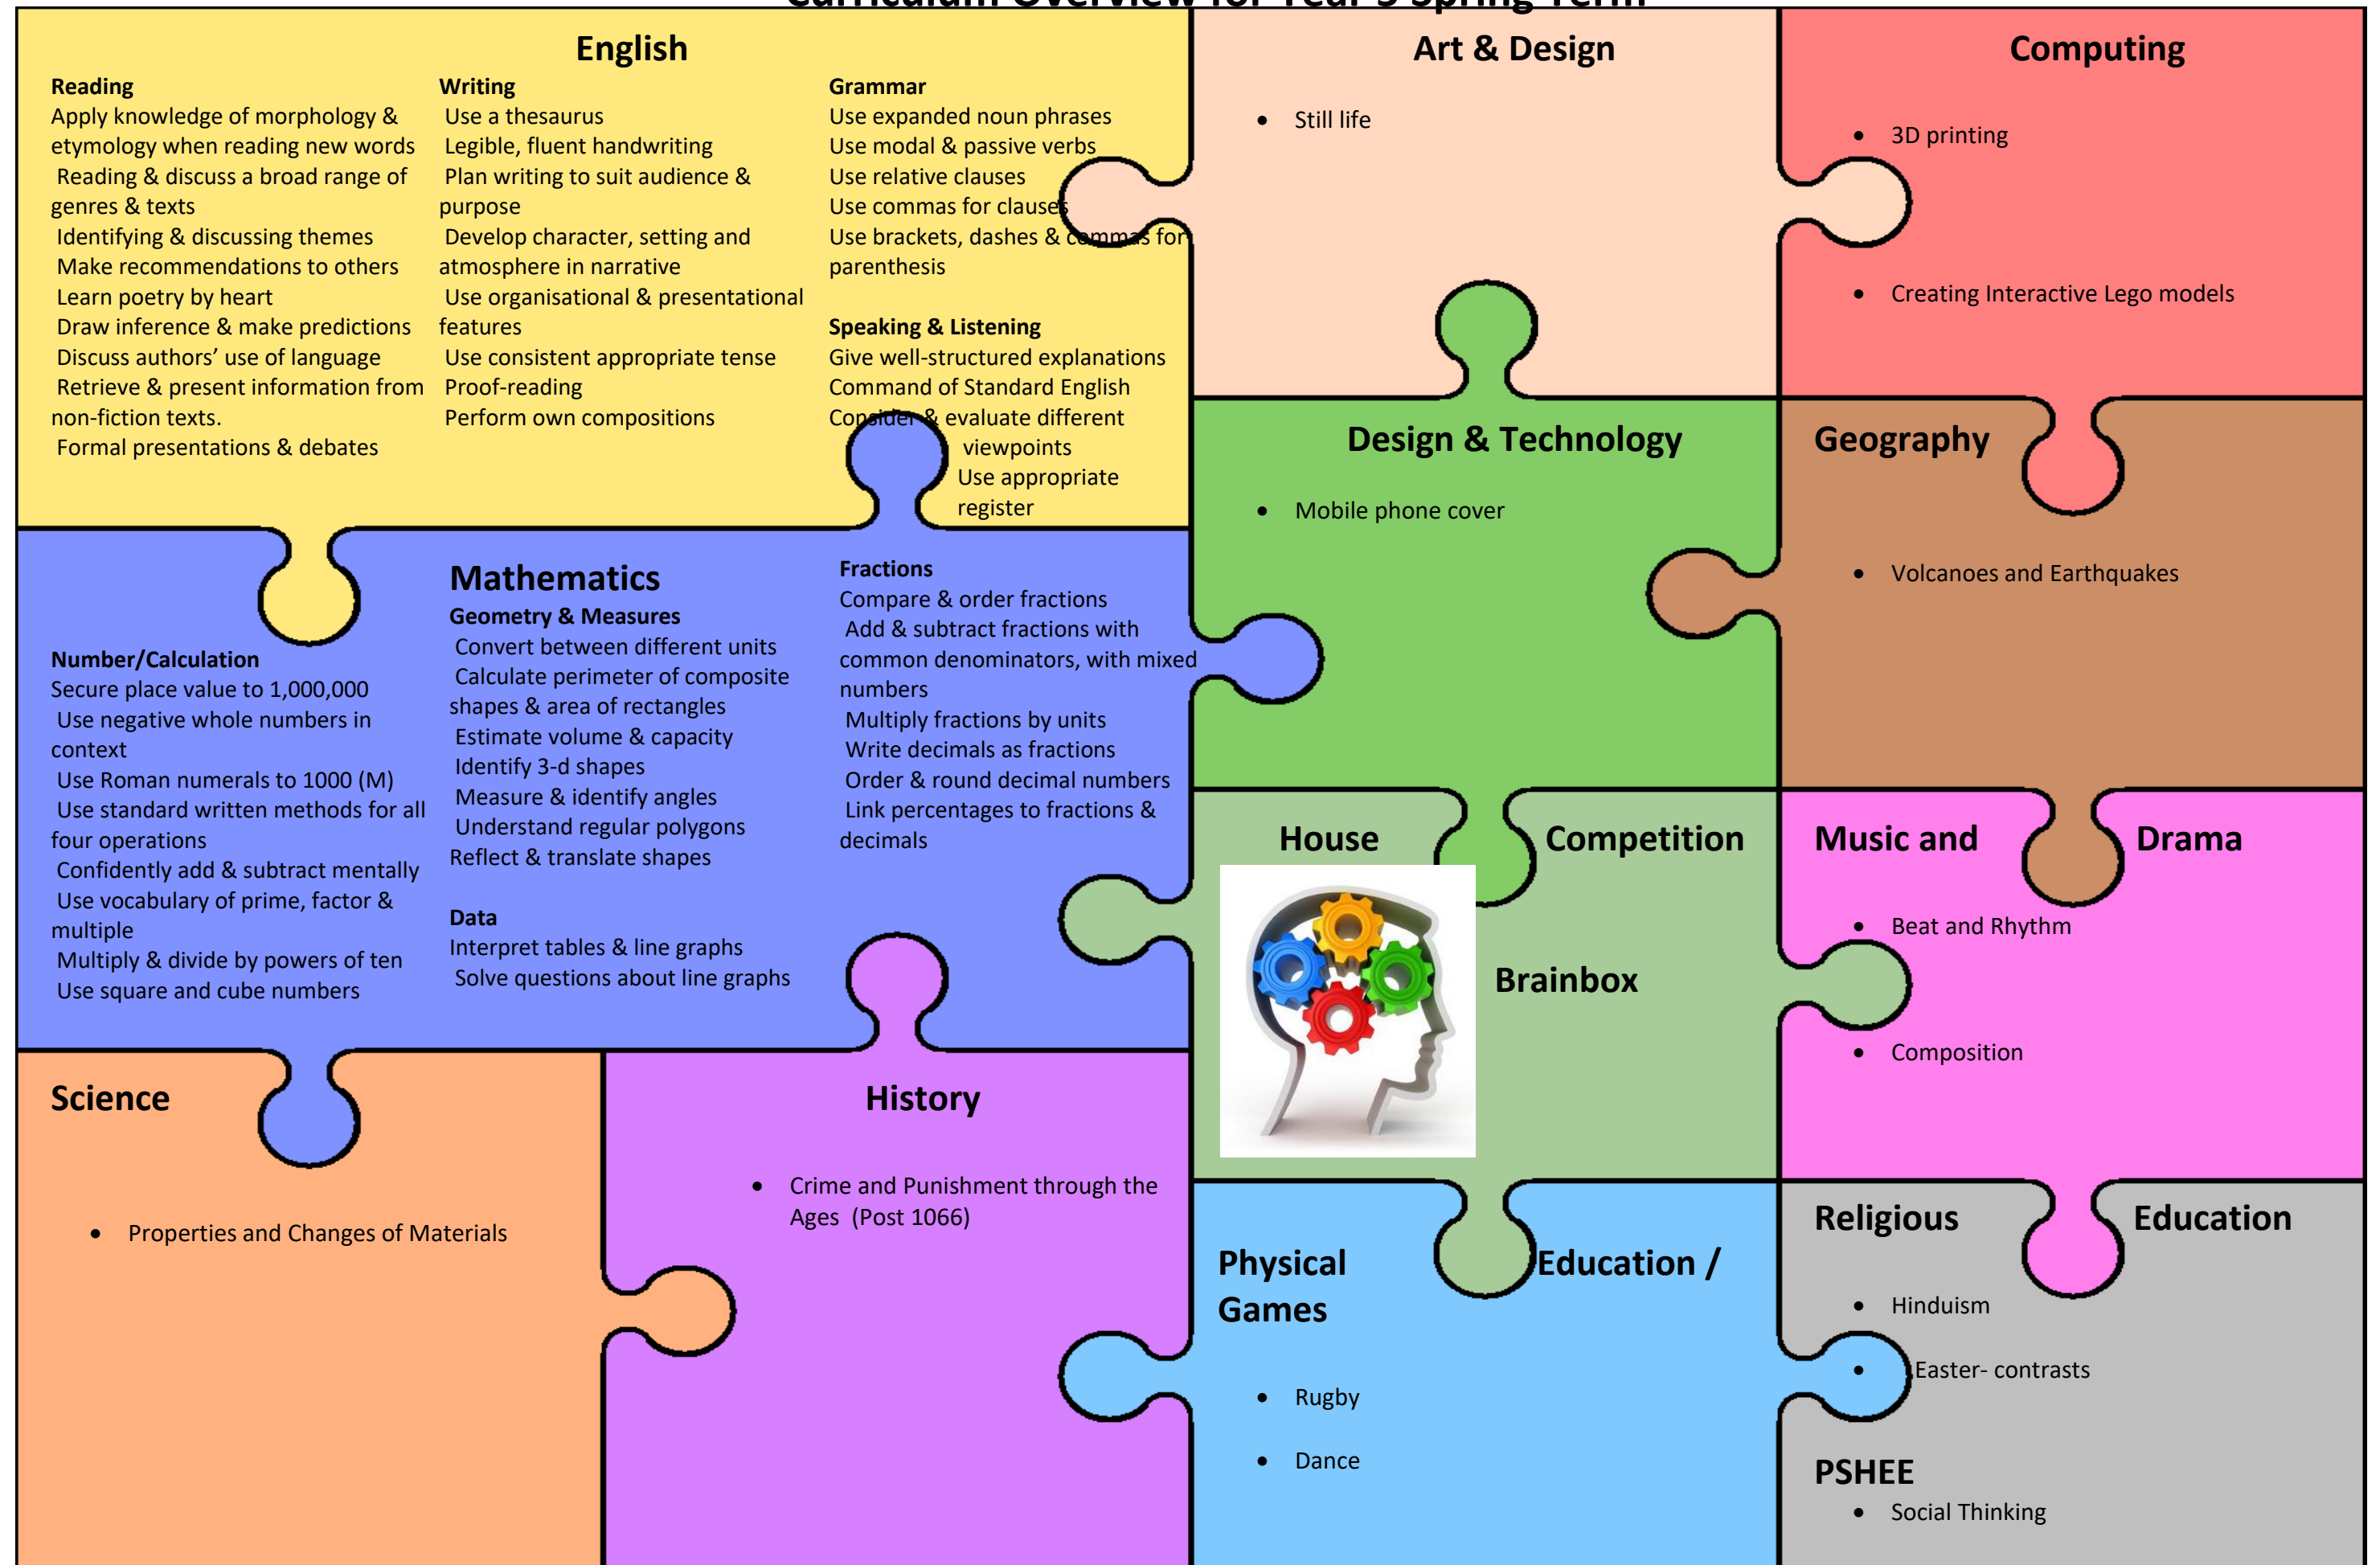 Curriculum Overview for Year 5 Spring Term
English
Reading
Apply knowledge of morphology &
etymology when reading new words
Reading & discuss a broad range of
genres & texts
Identifying & discussing themes
Make recommendations to others
Learn poetry by heart
Draw inference & make predictions
Discuss authors’ use of language
Retrieve & present information from
non-fiction texts.
Formal presentations & debates
Writing
Use a thesaurus
Legible, fluent handwriting
Plan writing to suit audience &
purpose
Develop character, setting and
atmosphere in narrative
Use organisational & presentational
features
Use consistent appropriate tense
Proof-reading
Perform own compositions
Grammar
Use expanded noun phrases
Use modal & passive verbs
Use relative clauses
Use commas for clauses
Use brackets, dashes & commas for
parenthesis
Speaking & Listening
Give well-structured explanations
Command of Standard English
Consider & evaluate different
viewpoints
Use appropriate
register
Art & Design
• Still life
Computing
• 3D printing
• Creating Interactive Lego models
Design & Technology
• Mobile phone cover
Geography
• Volcanoes and Earthquakes
Mathematics
Number/Calculation
Secure place value to 1,000,000
Use negative whole numbers in
context
Use Roman numerals to 1000 (M)
Use standard written methods for all
four operations
Confidently add & subtract mentally
Use vocabulary of prime, factor &
multiple
Multiply & divide by powers of ten
Use square and cube numbers
Geometry & Measures
Convert between different units
Calculate perimeter of composite
shapes & area of rectangles
Estimate volume & capacity
Identify 3-d shapes
Measure & identify angles
Understand regular polygons
Reflect & translate shapes
Data
Interpret tables & line graphs
Solve questions about line graphs
Fractions
Compare & order fractions
Add & subtract fractions with
common denominators, with mixed
numbers
Multiply fractions by units
Write decimals as fractions
Order & round decimal numbers
Link percentages to fractions &
decimals
House Competition
Brainbox
Music and Drama
• Beat and Rhythm
• Composition
Science
• Properties and Changes of Materials
History
• Crime and Punishment through the
Ages (Post 1066)
Physical Education /
Games
• Rugby
• Dance
Religious Education
• Hinduism
• Easter- contrasts
PSHEE
• Social Thinking